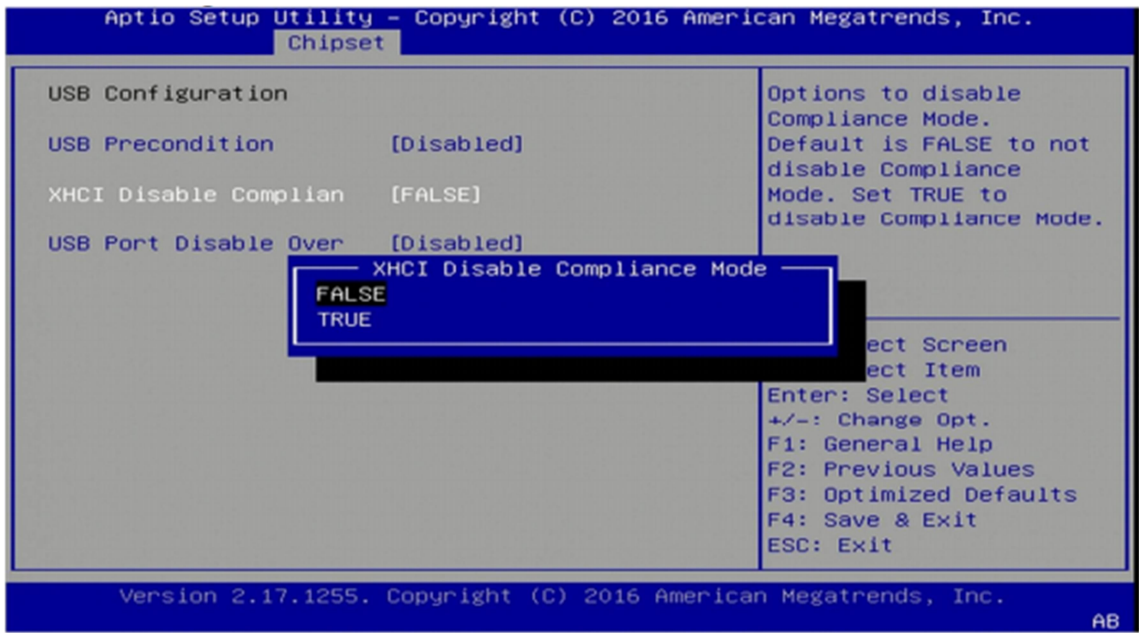 Aptio Setup Utility – Copyright (C) 2016 American Megatrends, Inc.
Chipset
USB Configuration
USB Precondition [Disabled]
XHCI Disable Complian [FALSE]
USB Port Disable Over [Disabled]
XHCI Disable Compliance Mode
FALSE
TRUE
Options to disable
Compliance Mode.
Default is FALSE to not
disable Compliance
Mode. Set TRUE to
disable Compliance Mode.
ect Screen
ect Item
Enter: Select
+/-: Change Opt.
F1: General Help
F2: Previous Values
F3: Optimized Defaults
F4: Save & Exit
ESC: Exit
Version 2.17.1255. Copyright (C) 2016 American Megatrends, Inc.
AB